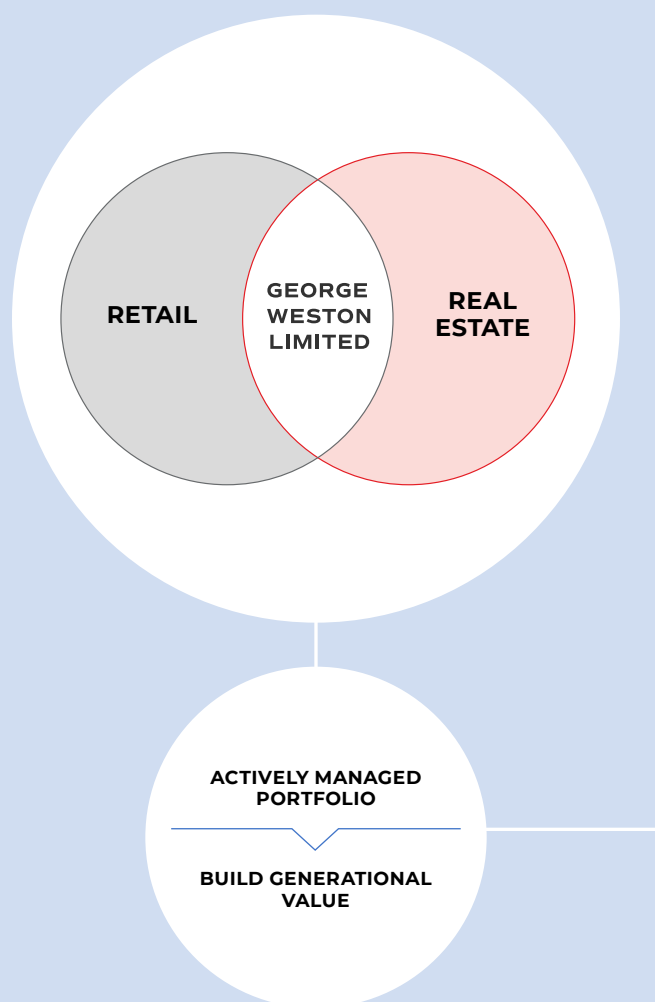 RETAIL
GEORGE
WESTON
LIMITED
REAL
ESTATE
ACTIVELY MANAGED
PORTFOLIO
BUILD GENERATIONAL
VALUE